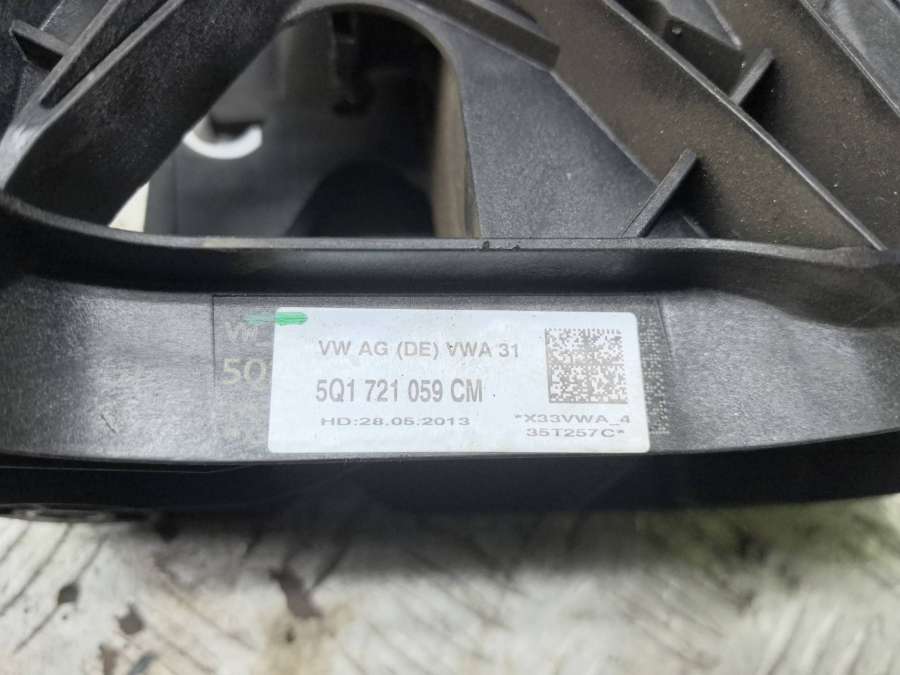 VW AG (DE) VWA 31
5Q1 721 059 CM
HD:28.05.2013
*X33VWA_4
35T257C*